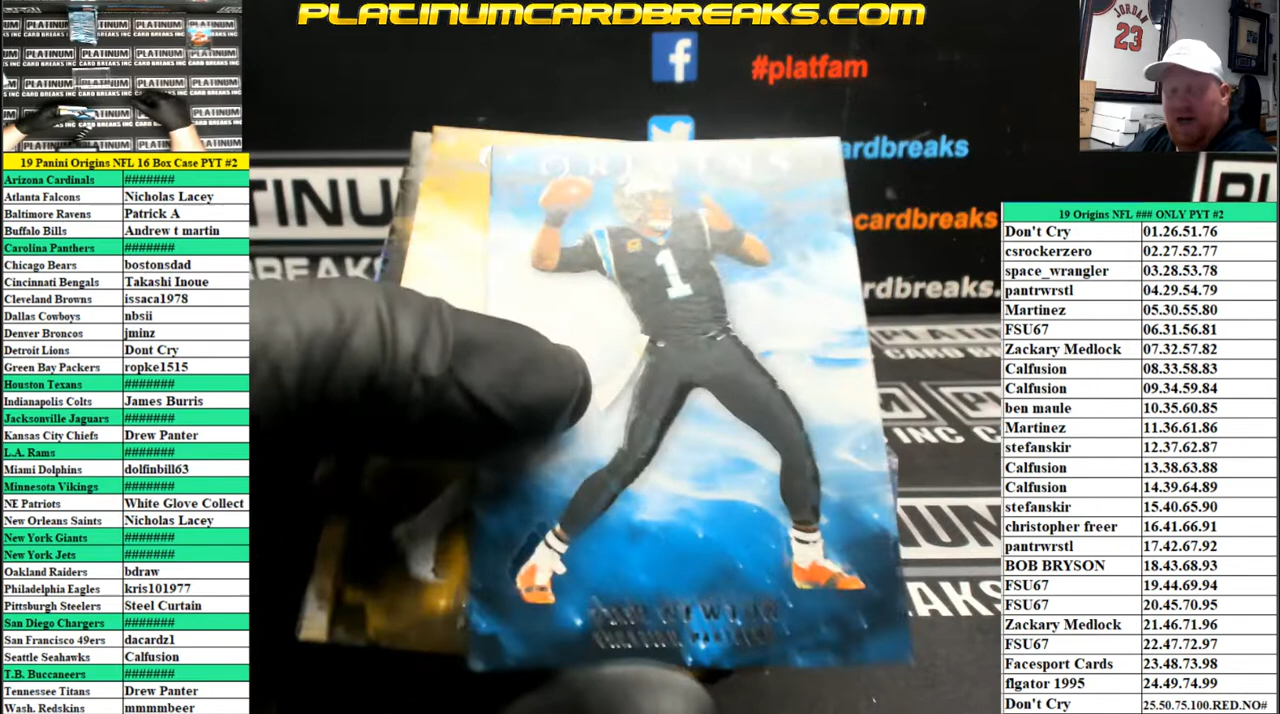 PLATINUMCARDBREAKS.COM
#platfam
ardbreaks
cardbreaks
rdbreaks.
JORDAN
23
PLATINUM
CARD BREAKS INC
1
19 Panini Origins NFL 16 Box Case PYT #2
Arizona Cardinals #######
Atlanta Falcons Nicholas Lacey
Baltimore Ravens Patrick A
Buffalo Bills Andrew t martin
Carolina Panthers #######
Chicago Bears bostonsdad
Cincinnati Bengals Takashi Inoue
Cleveland Browns issaca1978
Dallas Cowboys nbsii
Denver Broncos jminz
Detroit Lions Dont Cry
Green Bay Packers ropke1515
Houston Texans #######
Indianapolis Colts James Burris
Jacksonville Jaguars #######
Kansas City Chiefs Drew Panter
L.A. Rams #######
Miami Dolphins dolfinbill63
Minnesota Vikings #######
NE Patriots White Glove Collect
New Orleans Saints Nicholas Lacey
New York Giants #######
New York Jets #######
Oakland Raiders bdraw
Philadelphia Eagles kris101977
Pittsburgh Steelers Steel Curtain
San Diego Chargers #######
San Francisco 49ers dacardz1
Seattle Seahawks Calfusion
T.B. Buccaneers #######
Tennessee Titans Drew Panter
Wash. Redskins mmmmbeer
19 Origins NFL ### ONLY PYT #2
Don't Cry 01.26.51.76
csrockerzero 02.27.52.77
space_wrangler 03.28.53.78
pantrwrstl 04.29.54.79
Martinez 05.30.55.80
FSU67 06.31.56.81
Zackary Medlock 07.32.57.82
Calfusion 08.33.58.83
Calfusion 09.34.59.84
ben maule 10.35.60.85
Martinez 11.36.61.86
stefanskir 12.37.62.87
Calfusion 13.38.63.88
Calfusion 14.39.64.89
stefanskir 15.40.65.90
christopher freer 16.41.66.91
pantrwrstl 17.42.67.92
BOB BRYSON 18.43.68.93
FSU67 19.44.69.94
FSU67 20.45.70.95
Zackary Medlock 21.46.71.96
FSU67 22.47.72.97
Facesport Cards 23.48.73.98
flgator 1995 24.49.74.99
Don't Cry 25.50.75.100.RED.NO#